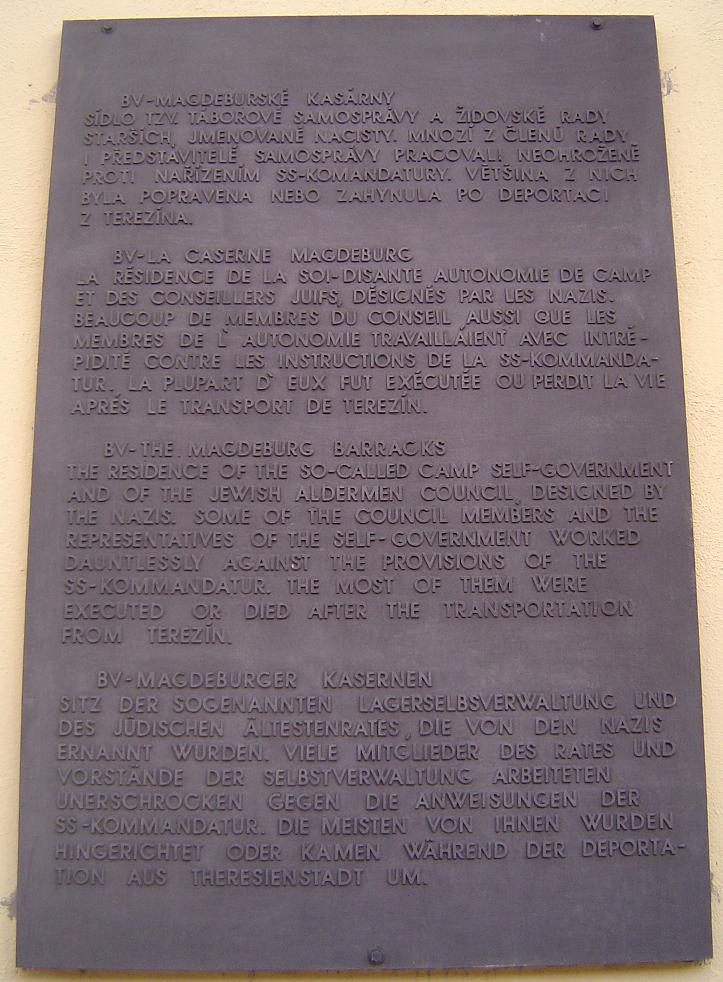 BV-MAGDEBURSKÉ KASÁRNY
SÍDLO TZV. TÁBOROVÉ SAMOSPRÁVY A ŽIDOVSKÉ RADY
STARŠÍCH, JMENOVANÉ NACISTY. MNOZÍ Z ČLENŮ RADY
I PŘEDSTAVITELÉ SAMOSPRÁVY PRACOVALI NEOHROŽENĚ
PROTI NAŘÍZENÍM SS-KOMANDATURY. VĚTŠINA Z NICH
BYLA POPRAVENA NEBO ZAHYNULA PO DEPORTACI
Z TEREZÍNA.
BV-LA CASERNE MAGDEBURG
LA RÉSIDENCE DE LA SOI-DISANTE AUTONOMIE DE CAMP
ET DES CONSEILLERS JUIFS, DÉSIGNÉS PAR LES NAZIS.
BEAUCOUP DE MEMBRES DU CONSEIL AUSSI QUE LES
MEMBRES DE L' AUTONOMIE TRAVAILLÁIENT AVEC INTRÉ-
PIDITÉ CONTRE LES INSTRUCTIONS DE LA SS-KOMMANDA-
TUR. LA PLUPART D' EUX FUT EXÉCUTÉE OU PERDIT LA VIE
APRÉS LE TRANSPORT DE TEREZÍN.
BV-THE MAGDEBURG BARRACKS
THE RESIDENCE OF THE SO-CALLED CAMP SELF-GOVERNMENT
AND OF THE JEWISH ALDERMEN COUNCIL, DESIGNED BY
THE NAZIS. SOME OF THE COUNCIL MEMBERS AND THE
REPRESENTATIVES OF THE SELF-GOVERNMENT WORKED
DAUNTLESSLY AGAINST THE PROVISIONS OF THE
SS-KOMMANDATUR. THE MOST OF THEM WERE
EXECUTED OR DIED AFTER THE TRANSPORTATION
FROM TEREZÍN.
BV-MAGDEBURGER KASERNEN
SITZ DER SOGENANNTEN LAGERSELBSVERWALTUNG UND
DES JÜDISCHEN ÄLTESTENRATES, DIE VON DEN NAZIS
ERNANNT WURDEN. VIELE MITGLIEDER DES RATES UND
VORSTÄNDE DER SELBSTVERWALTUNG ARBEITETEN
UNERSCHROCKEN GEGEN DIE ANWEISUNGEN DER
SS-KOMMANDATUR. DIE MEISTEN VON IHNEN WURDEN
HINGERICHTET ODER KAMEN WÄHREND DER DEPORTA-
TION AUS THERESIENSTADT UM.